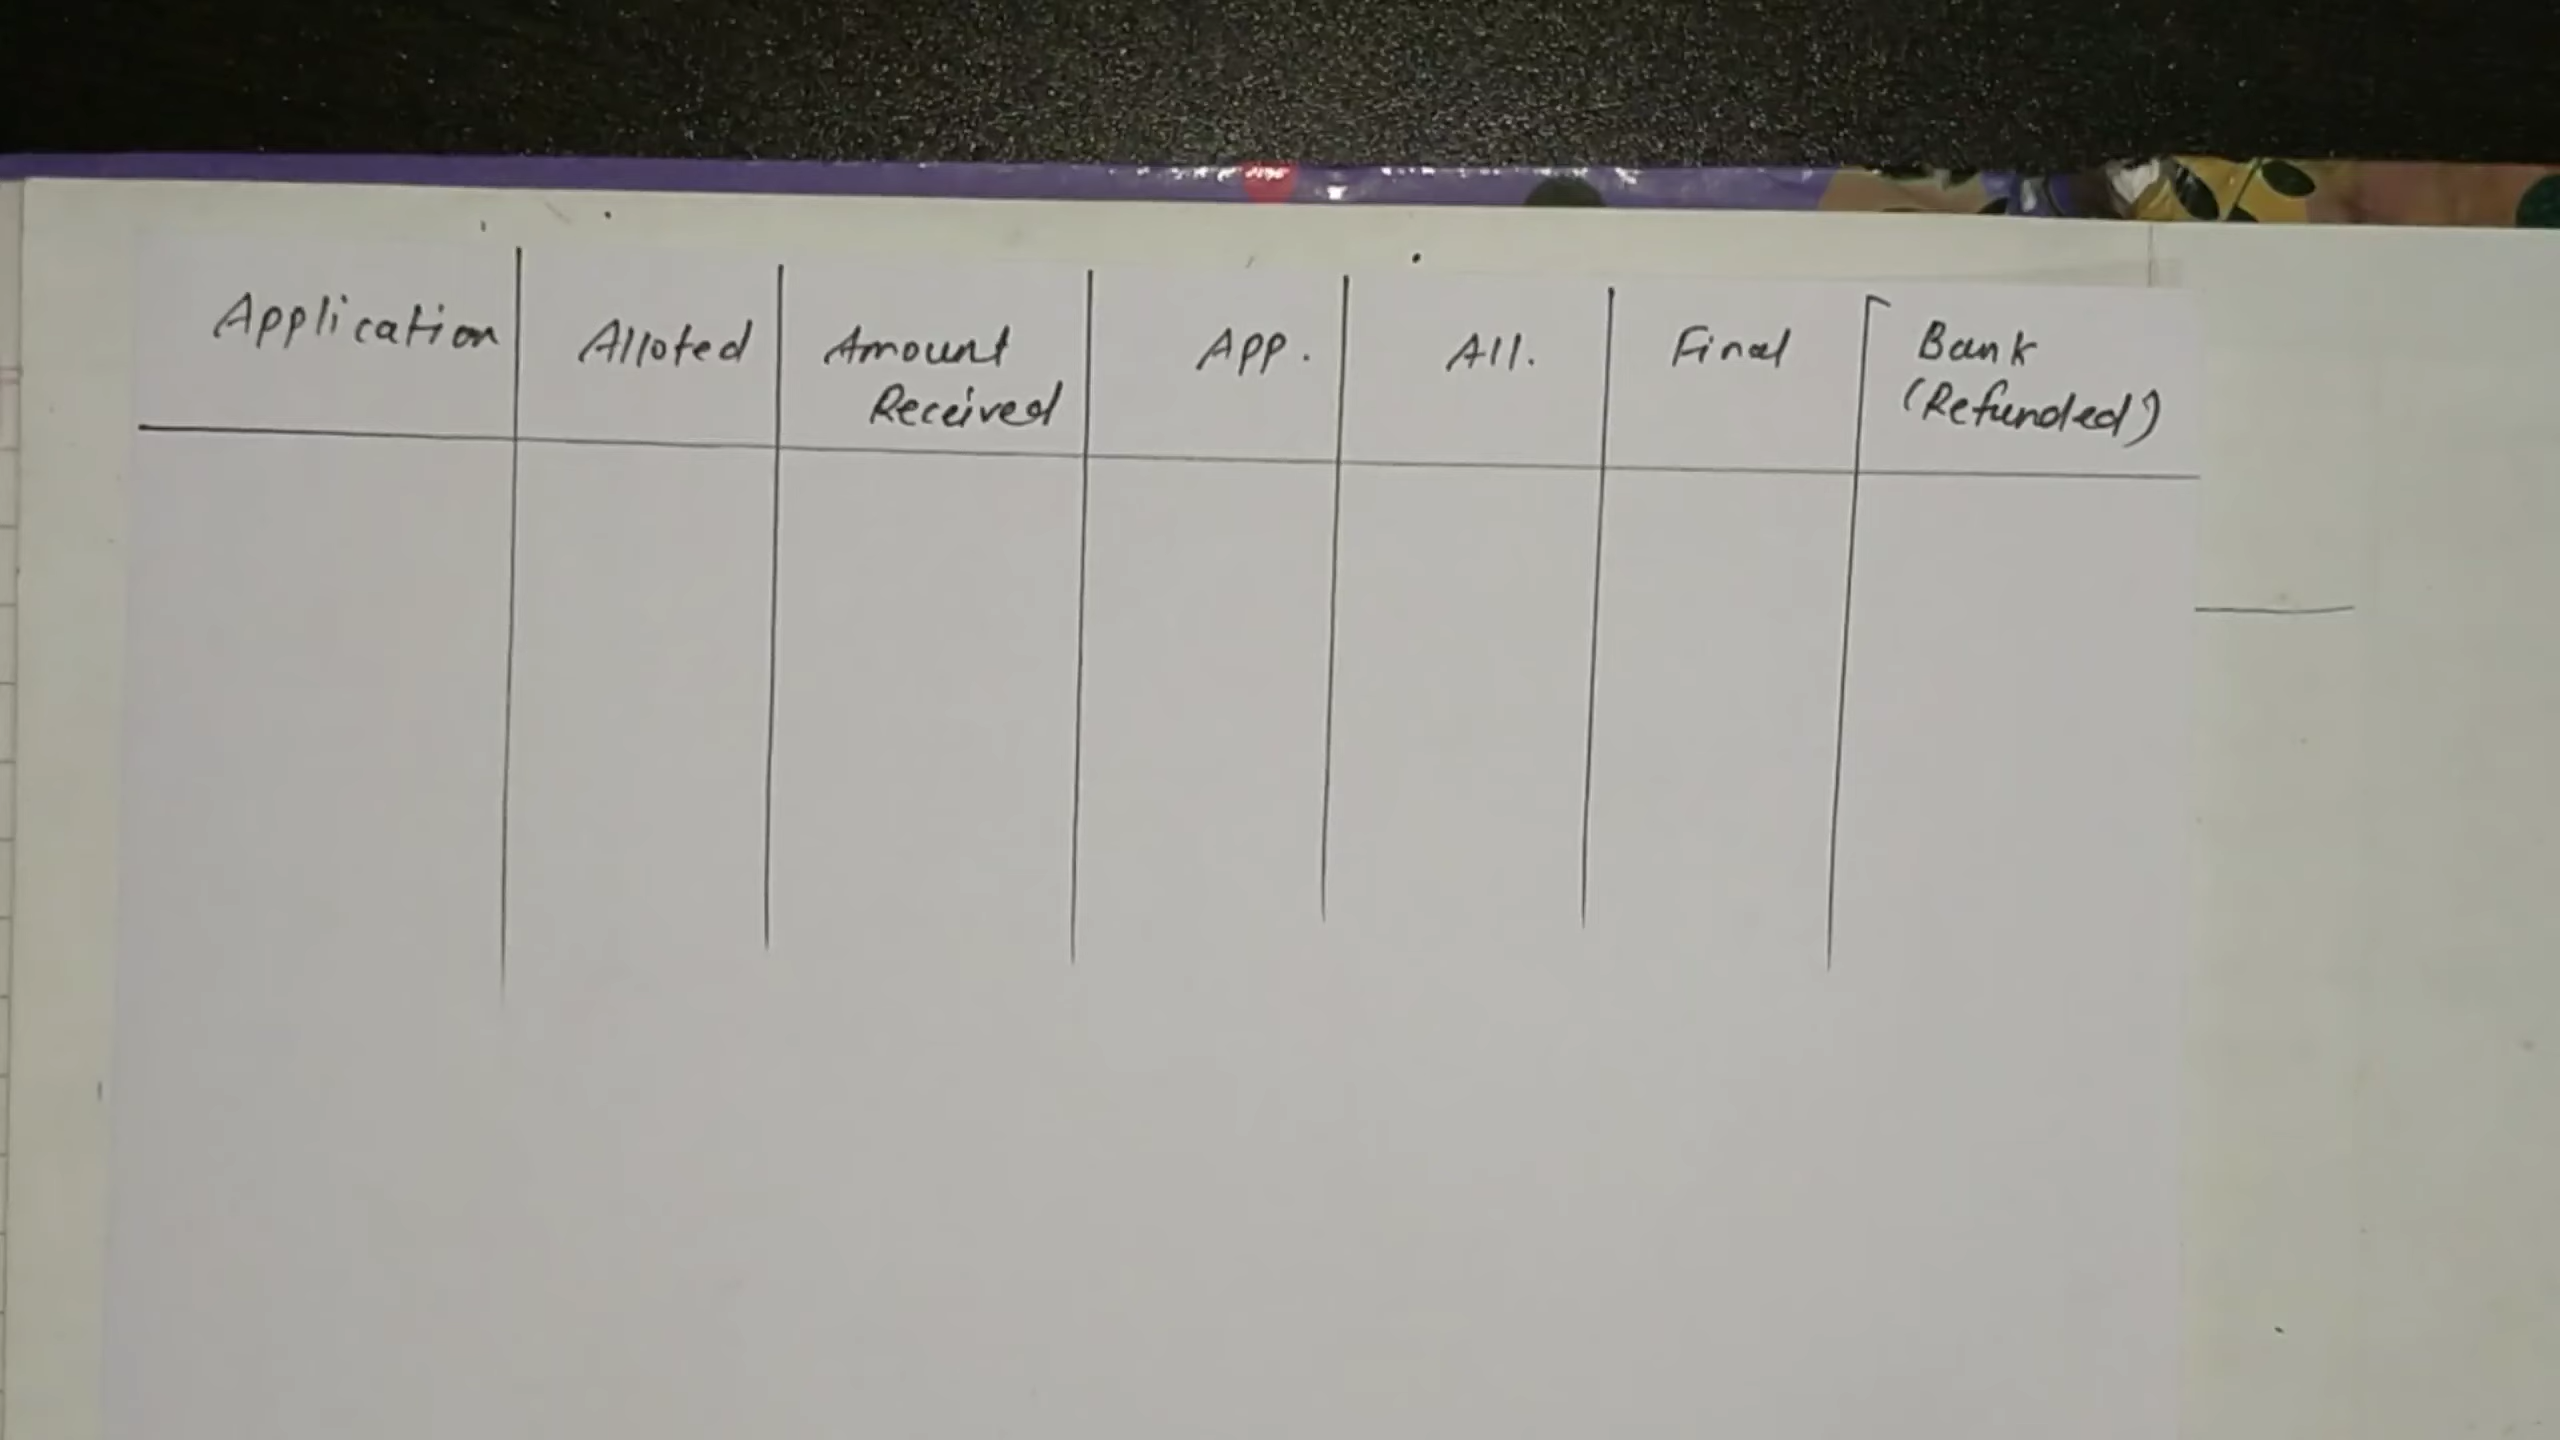 Application
Alloted
Amount
Received
App.
All.
Final
Bank
(Refunded)